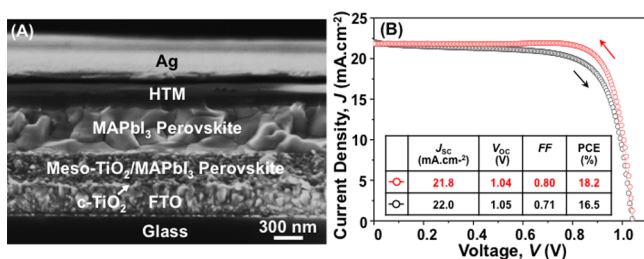 (A)
Ag
HTM
MAPbI3 Perovskite
Meso-TiO2/MAPbI3 Perovskite
c-TiO2
FTO
Glass
300 nm
(B)
Current Density, J (mA.cm-2)
25
20
15
10
5
0
JSC (mA.cm-2) VOC (V) FF PCE (%)
21.8 1.04 0.80 18.2
22.0 1.05 0.71 16.5
0.0 0.2 0.4 0.6 0.8 1.0
Voltage, V (V)